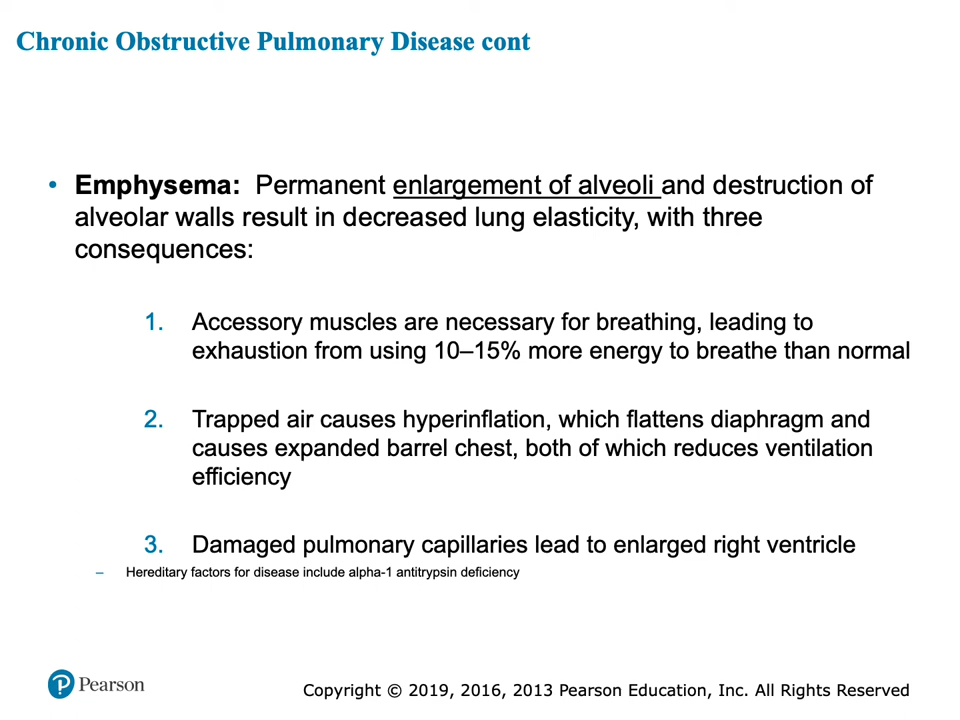 Chronic Obstructive Pulmonary Disease cont
• Emphysema: Permanent enlargement of alveoli and destruction of
alveolar walls result in decreased lung elasticity, with three
consequences:
1. Accessory muscles are necessary for breathing, leading to
exhaustion from using 10–15% more energy to breathe than normal
2. Trapped air causes hyperinflation, which flattens diaphragm and
causes expanded barrel chest, both of which reduces ventilation
efficiency
3. Damaged pulmonary capillaries lead to enlarged right ventricle
– Hereditary factors for disease include alpha-1 antitrypsin deficiency
P Pearson
Copyright © 2019, 2016, 2013 Pearson Education, Inc. All Rights Reserved